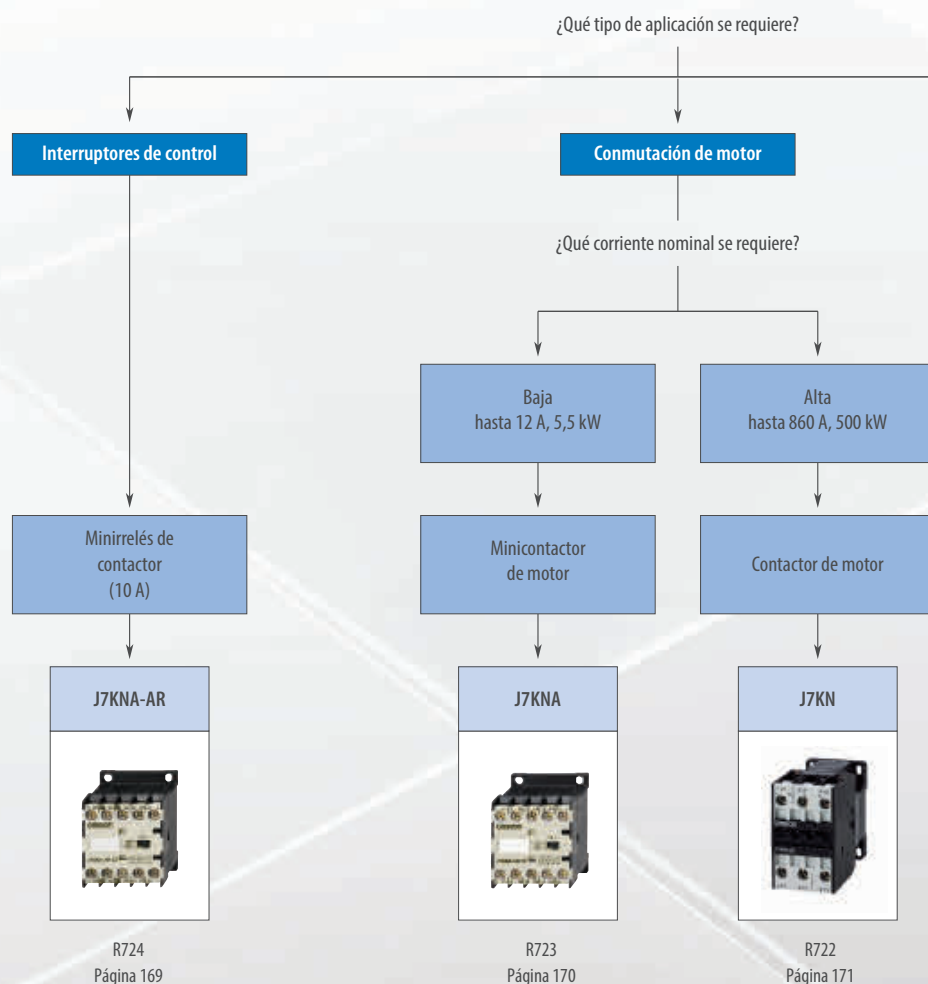 ¿Qué tipo de aplicación se requiere?
Interruptores de control
Conmutación de motor
¿Qué corriente nominal se requiere?
Baja
hasta 12 A, 5,5 kW
Alta
hasta 860 A, 500 kW
Minirrelés de
contactor
(10 A)
Minicontactor
de motor
Contactor de motor
J7KNA-AR
J7KNA
J7KN
R724
Página 169
R723
Página 170
R722
Página 171